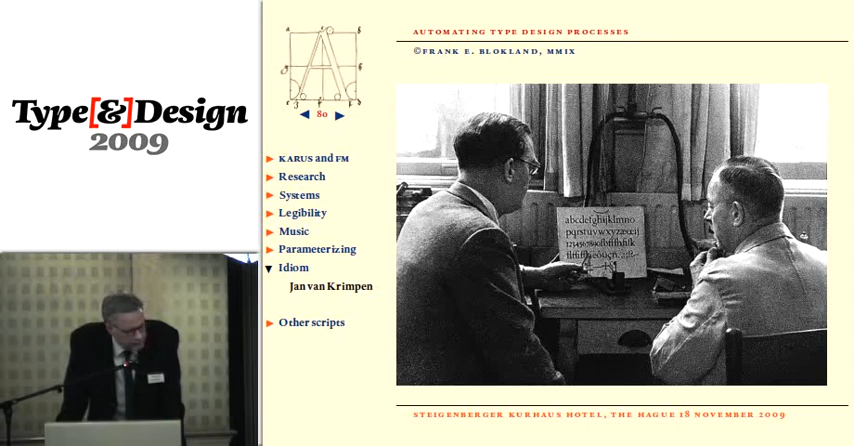 Type[&]Design
2009
80
KARUS and FM
Research
Systems
Legibility
Music
Parameterizing
Idiom
Jan van Krimpen
Other scripts
AUTOMATING TYPE DESIGN PROCESSES
©FRANK E. BLOKLAND, MMIX
abcdefghijklmno
pqrstuvwxyzæœij
STEIGENBERGER KURHAUS HOTEL, THE HAGUE 18 NOVEMBER 2009